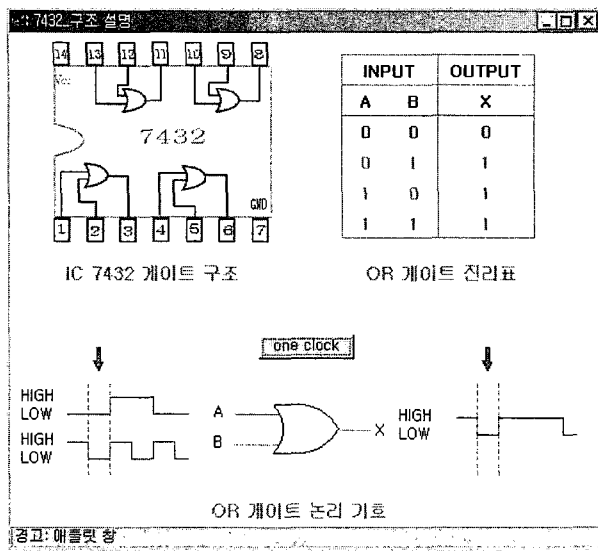 7432_구조 설명
14 13 12 11 10 9 8
Vcc
7432
GND
1 2 3 4 5 6 7
IC 7432 게이트 구조
INPUT OUTPUT
A B X
0 0 0
0 1 1
1 0 1
1 1 1
OR 게이트 진리표
one clock
HIGH
LOW
HIGH
LOW
A
B
X
HIGH
LOW
OR 게이트 논리 기호
경고: 애플릿 창